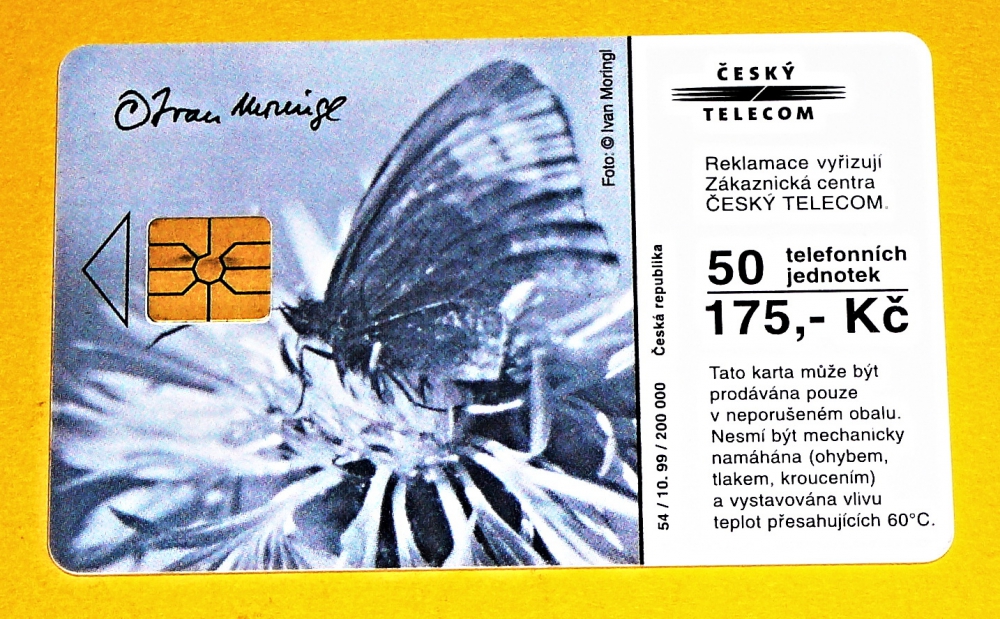 © Ivan Moringl
Foto: © Ivan Moringl
ČESKÝ
TELECOM
Reklamace vyřizují
Zákaznická centra
ČESKÝ TELECOM.
50 telefonních
jednotek
175,- Kč
Česká republika
54 / 10. 99 / 200 000
Tato karta může být
prodávána pouze
v neporušeném obalu.
Nesmí být mechanicky
namáhána (ohybem,
tlakem, kroucením)
a vystavována vlivu
teplot přesahujících 60°C.